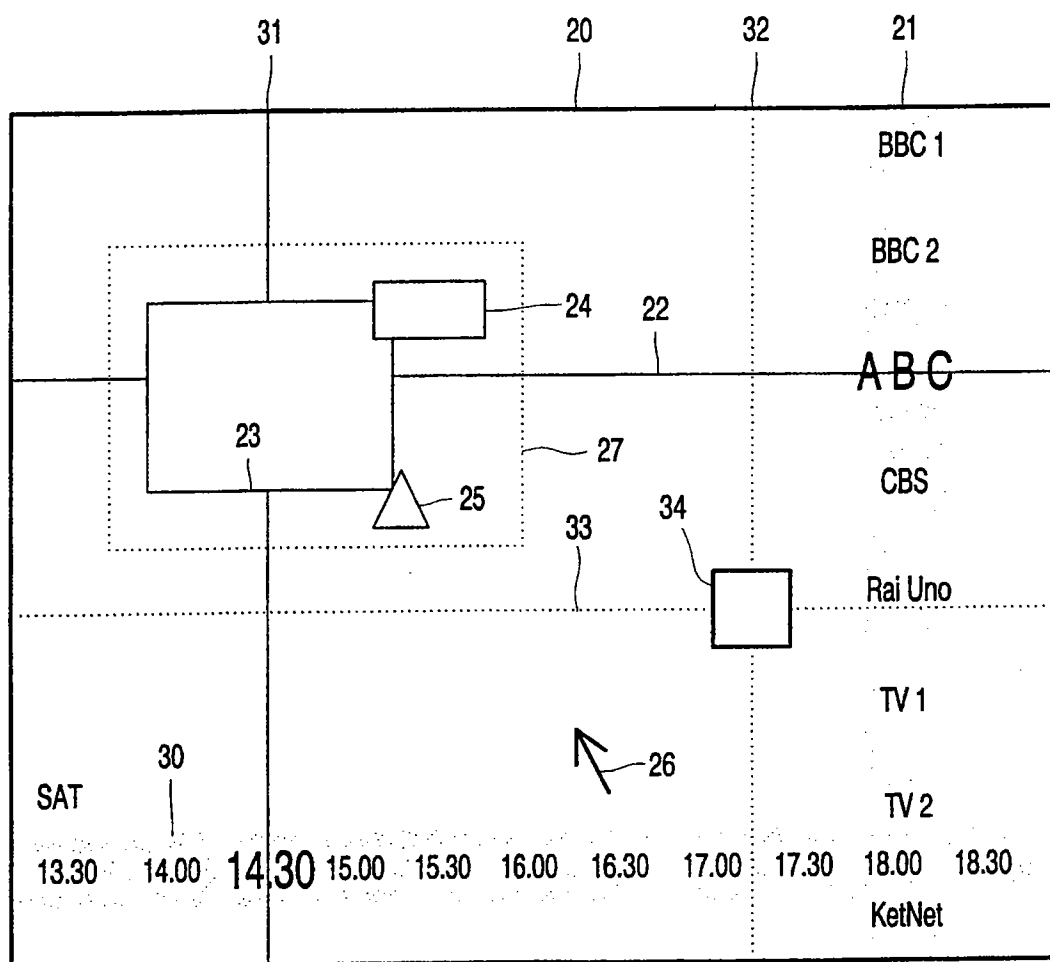 31 20 32 21
BBC 1
BBC 2
24 22
A B C
23 27 CBS
25
33 34
Rai Uno
TV 1
30 26
SAT TV 2
13.30 14.00 14.30 15.00 15.30 16.00 16.30 17.00 17.30 18.00 18.30
KetNet